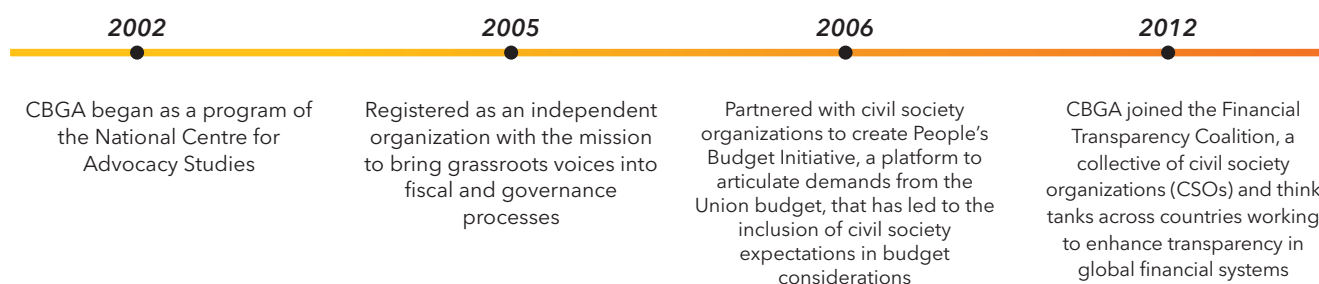 2002
CBGA began as a program of
the National Centre for
Advocacy Studies
2005
Registered as an independent
organization with the mission
to bring grassroots voices into
fiscal and governance
processes
2006
Partnered with civil society
organizations to create People’s
Budget Initiative, a platform to
articulate demands from the
Union budget, that has led to the
inclusion of civil society
expectations in budget
considerations
2012
CBGA joined the Financial
Transparency Coalition, a
collective of civil society
organizations (CSOs) and think
tanks across countries working
to enhance transparency in
global financial systems